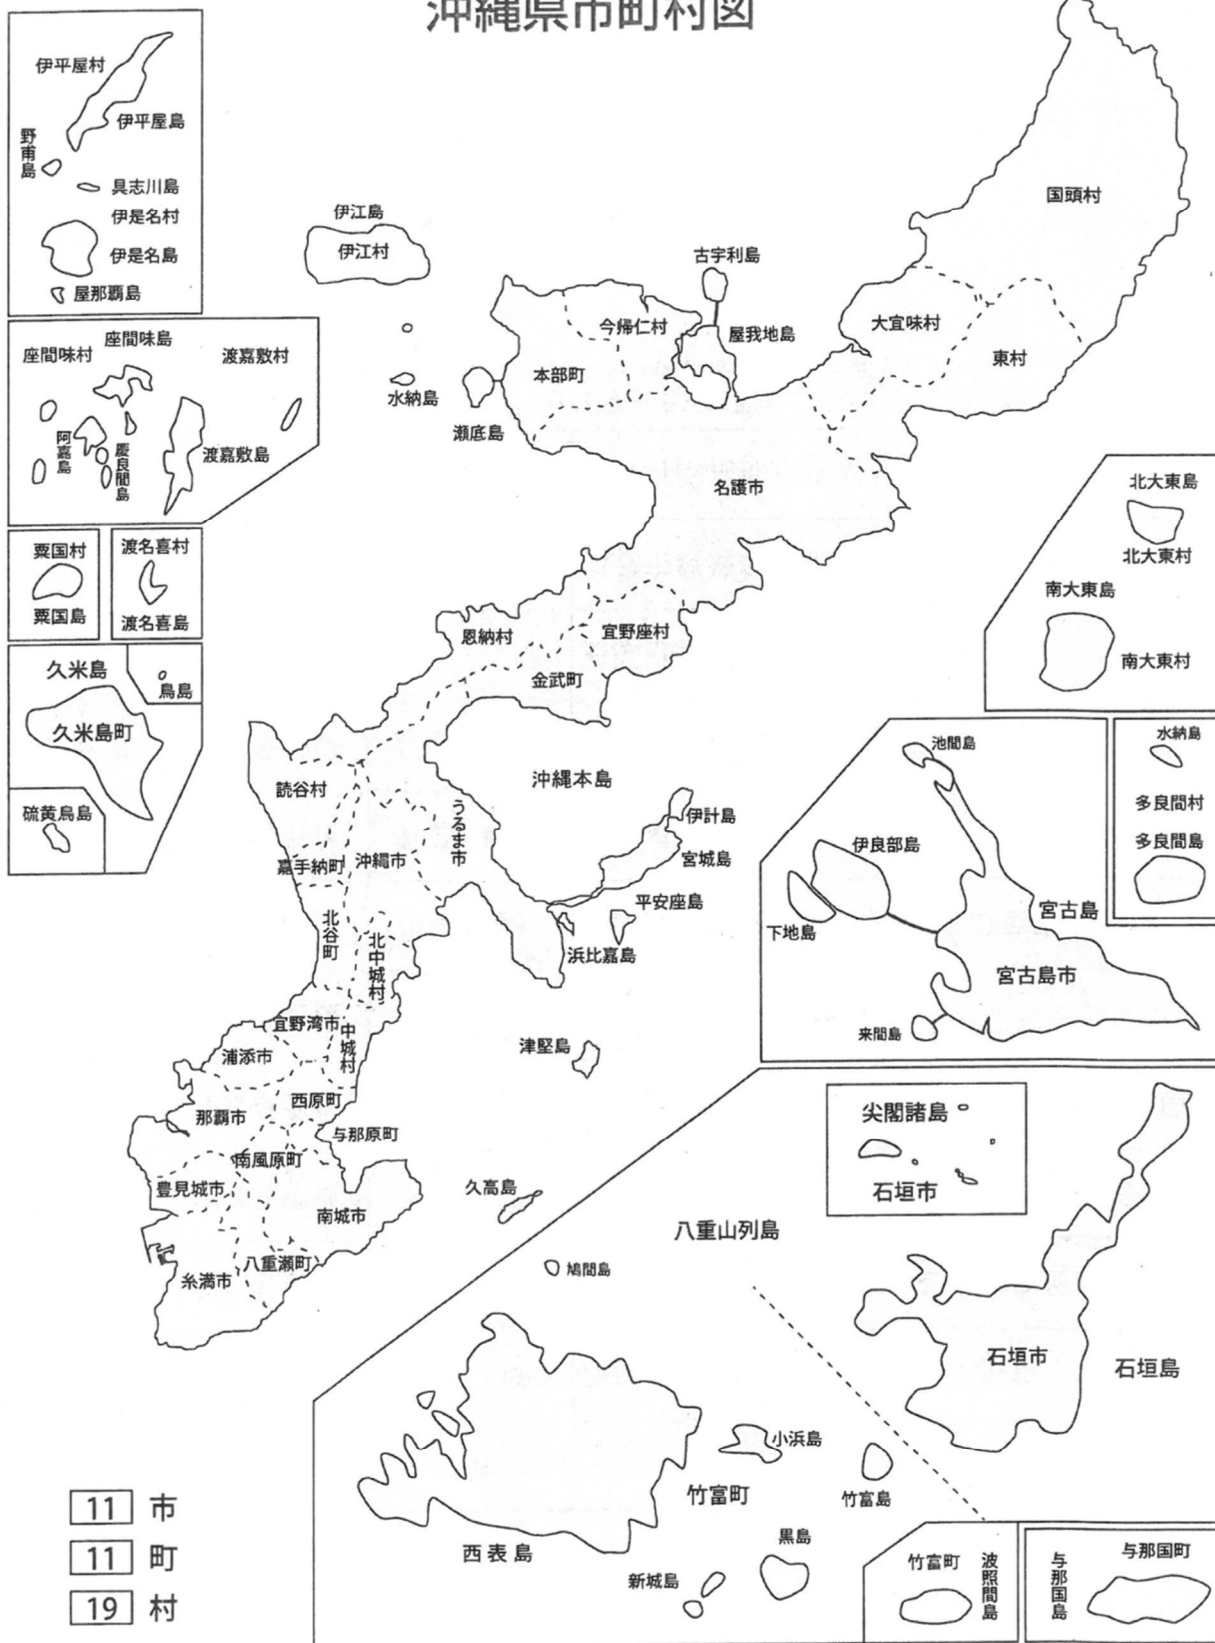 沖縄県市町村図
伊平屋村
伊平屋島
野甫島
具志川島
伊是名村
伊是名島
屋那覇島
座間味村
座間味島
渡嘉敷村
阿嘉島
慶良間島
渡嘉敷島
粟国村
粟国島
渡名喜村
渡名喜島
久米島
久米島町
鳥島
硫黄鳥島
伊江島
伊江村
水納島
瀬底島
本部町
今帰仁村
古宇利島
屋我地島
国頭村
大宜味村
東村
名護市
恩納村
宜野座村
金武町
沖縄本島
読谷村
嘉手納町
沖縄市
うるま市
伊計島
宮城島
平安座島
浜比嘉島
北谷町
北中城村
宜野湾市
中城村
浦添市
西原町
那覇市
与那原町
南風原町
豊見城市
南城市
八重瀬町
糸満市
津堅島
久高島
北大東島
北大東村
南大東島
南大東村
池間島
伊良部島
下地島
宮古島
宮古島市
来間島
水納島
多良間村
多良間島
尖閣諸島
石垣市
八重山列島
鳩間島
石垣市
石垣島
小浜島
竹富町
竹富島
西表島
黒島
新城島
竹富町
波照間島
与那国町
与那国島
11 市
11 町
19 村